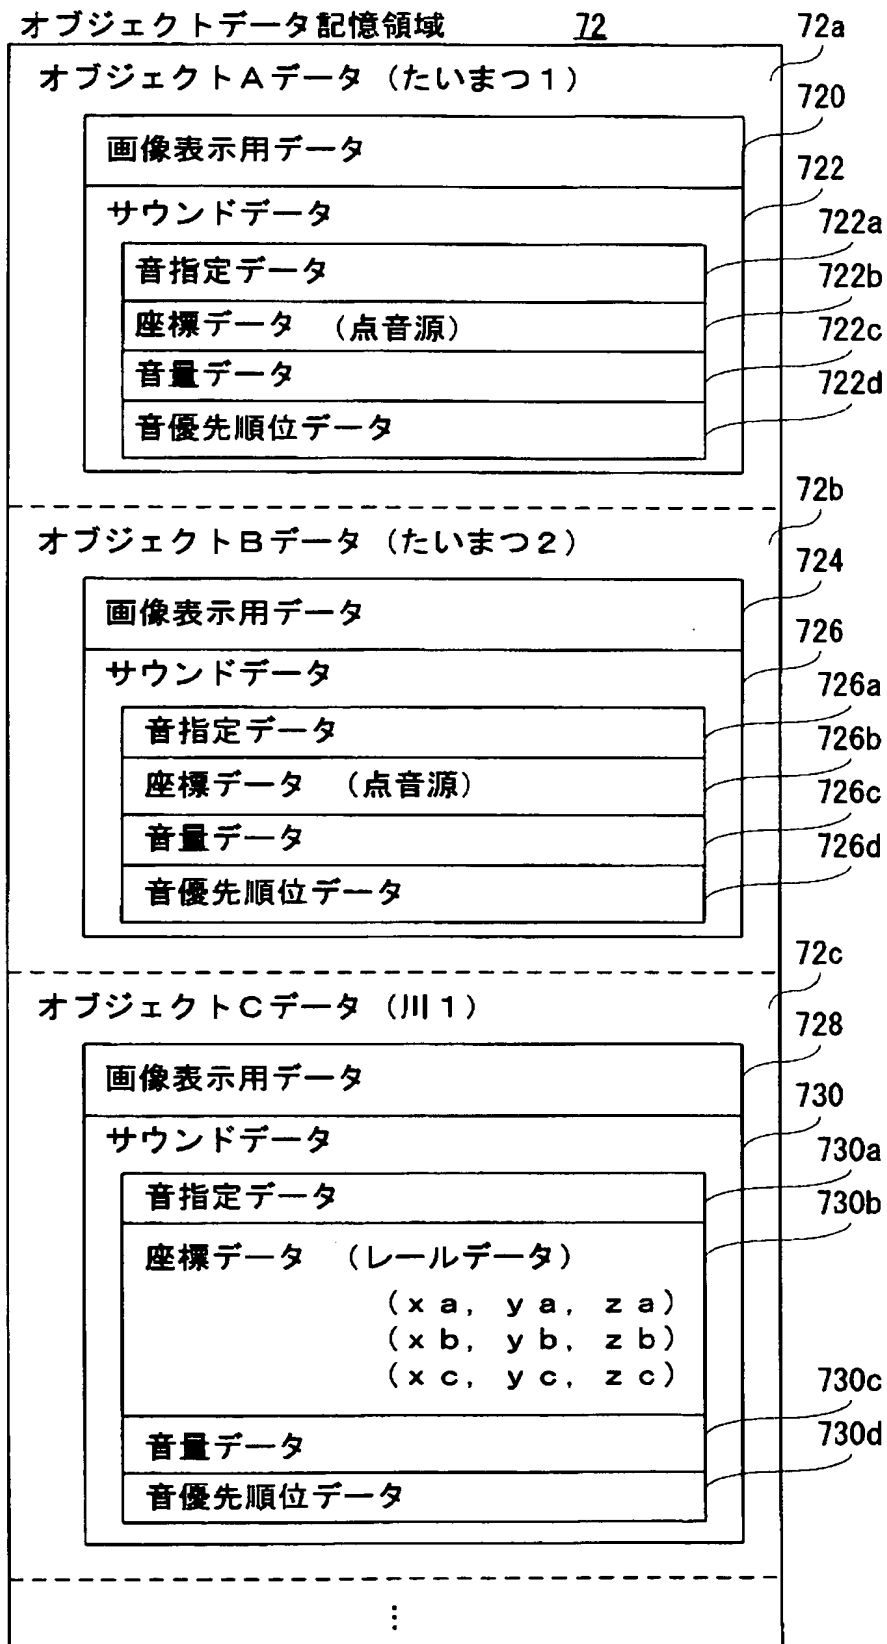 オブジェクトデータ記憶領域 72 72a
オブジェクトAデータ(たいまつ1)
720
画像表示用データ
722
サウンドデータ
722a
音指定データ
722b
座標データ (点音源)
722c
音量データ
722d
音優先順位データ
72b
オブジェクトBデータ(たいまつ2)
724
画像表示用データ
726
サウンドデータ
726a
音指定データ
726b
座標データ (点音源)
726c
音量データ
726d
音優先順位データ
72c
オブジェクトCデータ(川1)
728
画像表示用データ
730
サウンドデータ
730a
音指定データ
730b
座標データ (レールデータ)
(xa, ya, za)
(xb, yb, zb)
(xc, yc, zc)
730c
音量データ
730d
音優先順位データ
⋮